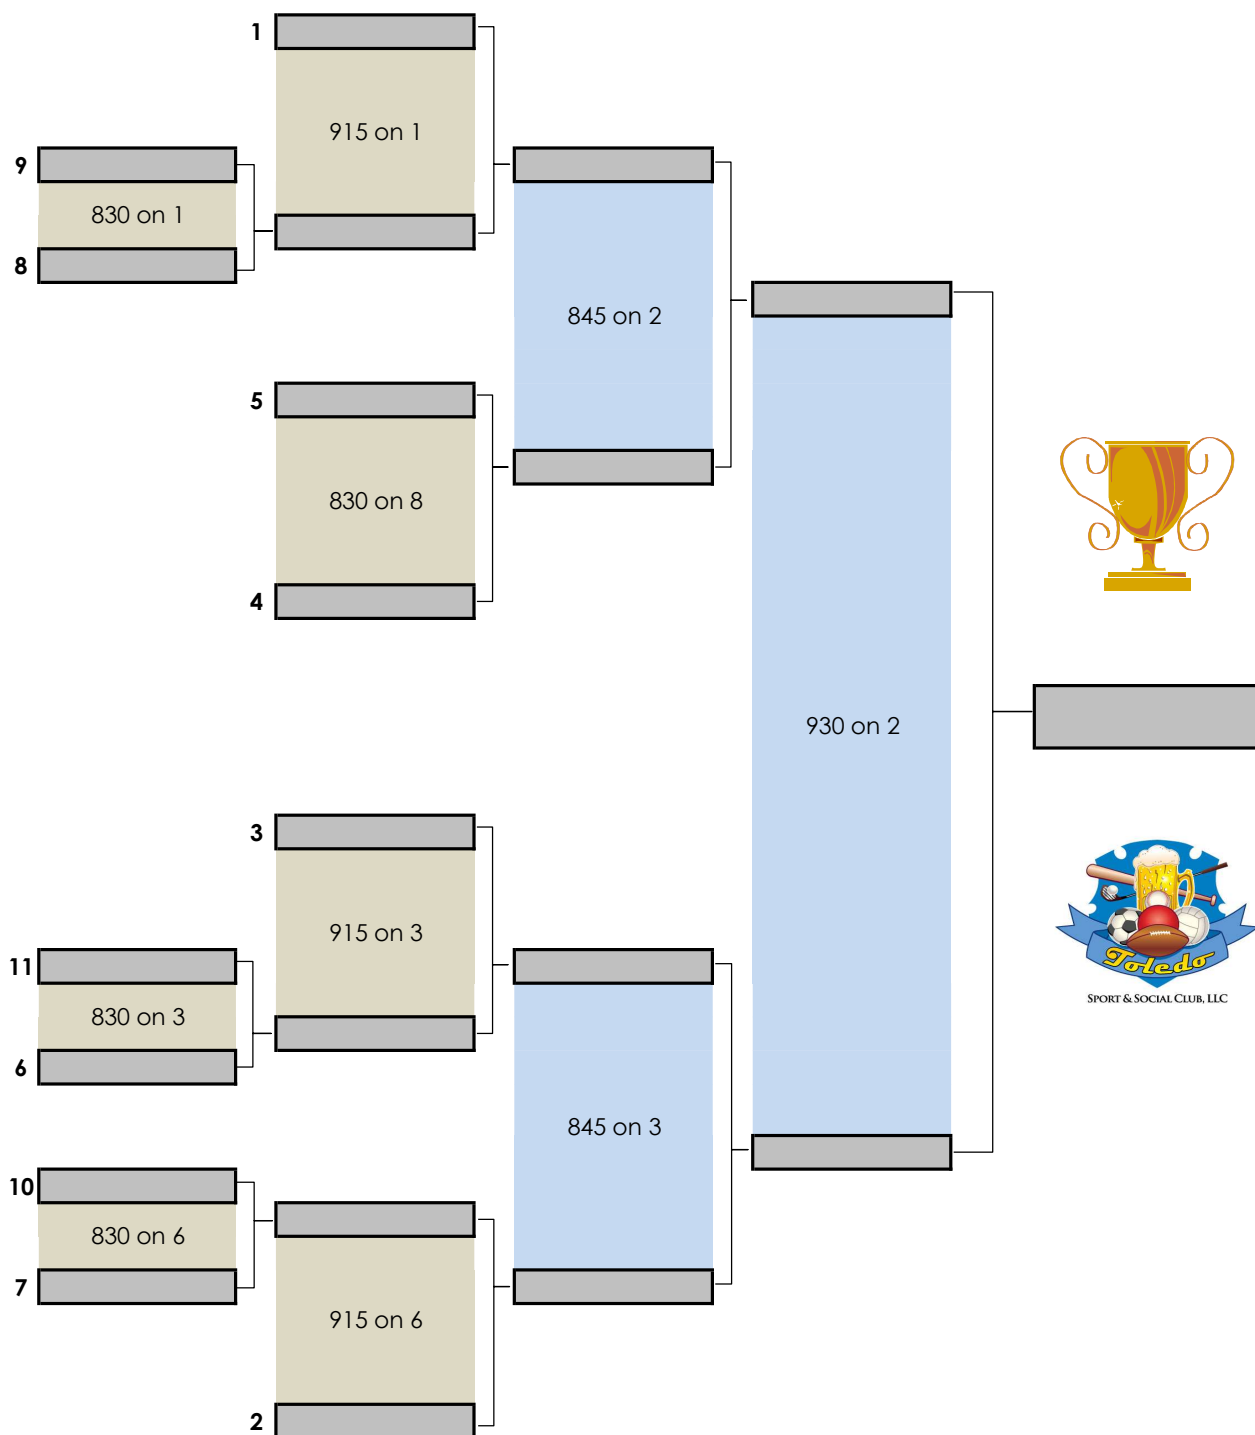 1
915 on 1
9
830 on 1
8
845 on 2
5
830 on 8
4
930 on 2
3
915 on 3
11
830 on 3
6
845 on 3
10
830 on 6
7
915 on 6
2
Toledo
SPORT & SOCIAL CLUB, LLC